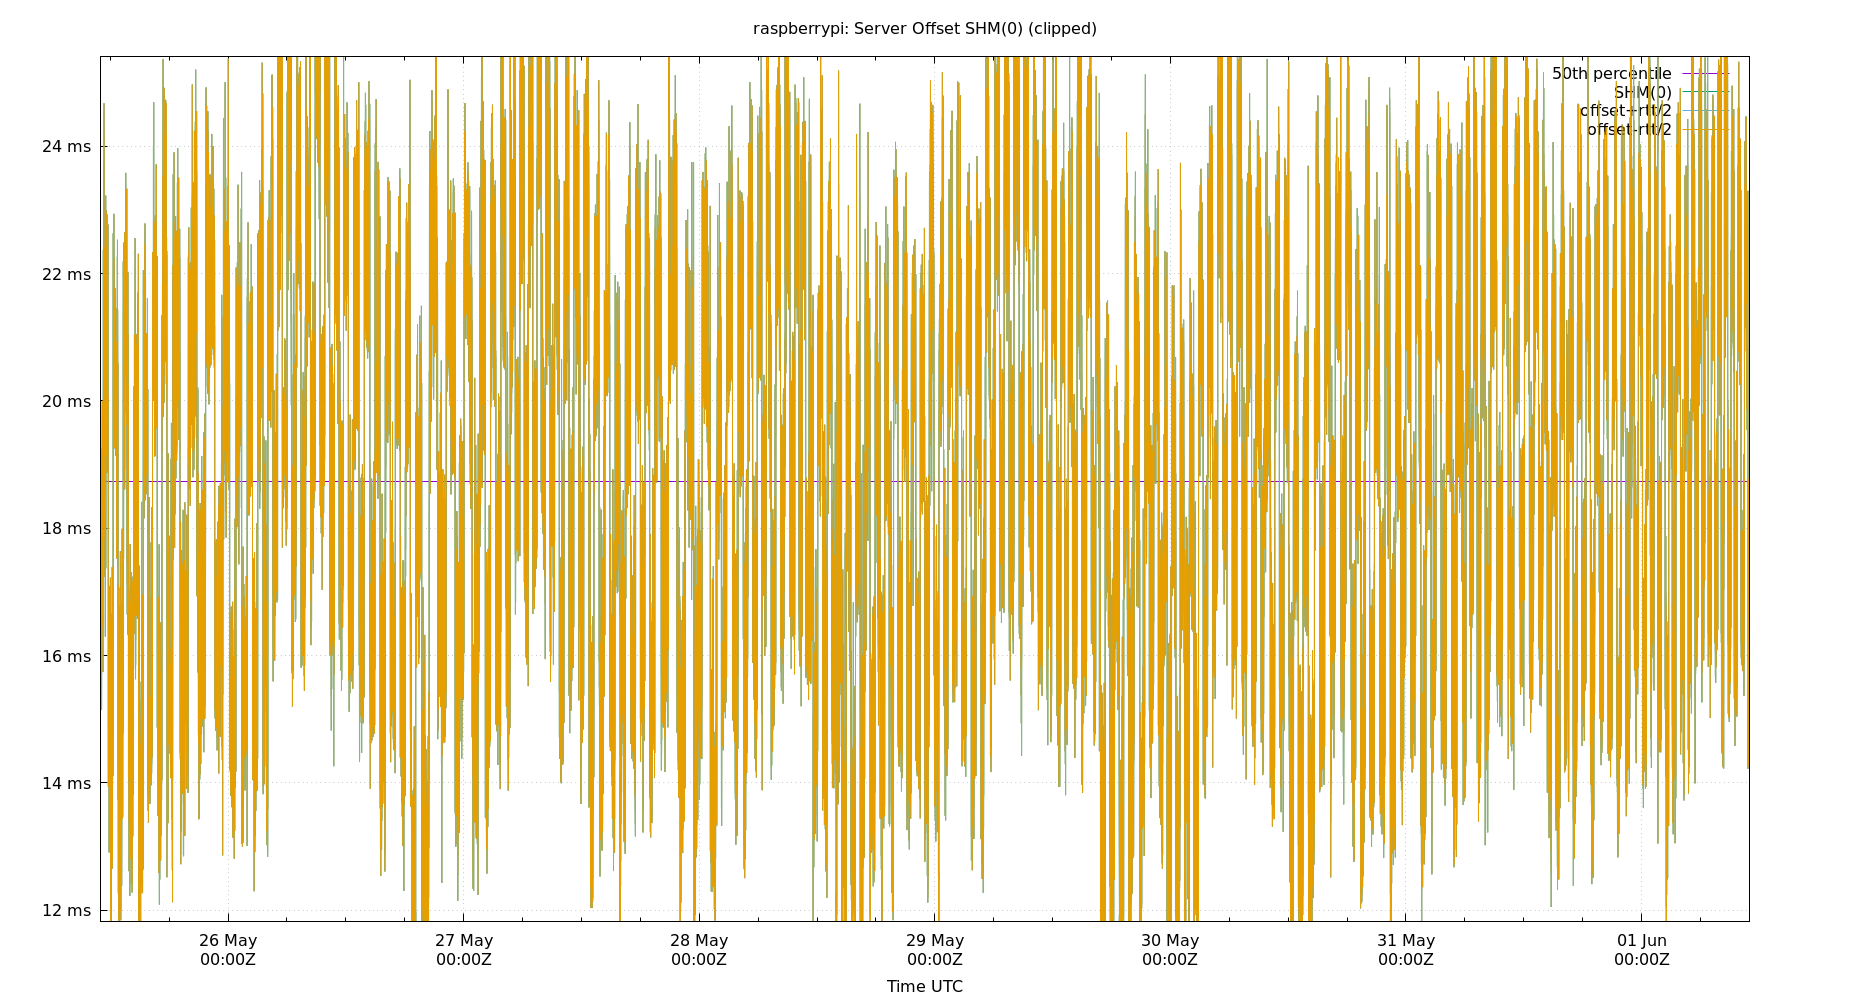 raspberrypi: Server Offset SHM(0) (clipped)
50th percentile
SHM(0)
offset+rtt/2
offset-rtt/2
24 ms
22 ms
20 ms
18 ms
16 ms
14 ms
12 ms
26 May 27 May 28 May 29 May 30 May 31 May 01 Jun
00:00Z 00:00Z 00:00Z 00:00Z 00:00Z 00:00Z 00:00Z
Time UTC